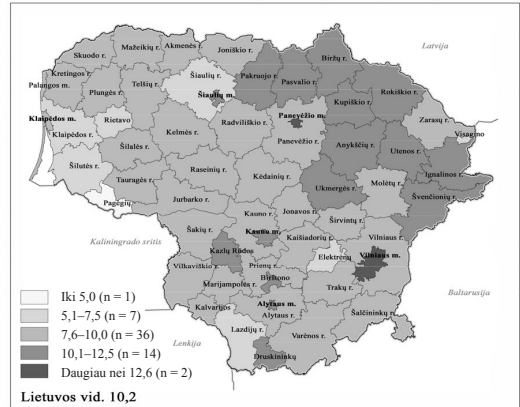 Latvija
Mažeikių r.
Akmenės r.
Joniškio r.
Biržų r.
Skuodo r.
Kretingos r.
Palangos m.
Plungės r.
Telšių r.
Šiaulių r.
Pakruojo r.
Pasvalio r.
Rokiškio r.
Šiaulių m.
Kupiškio r.
Klaipėdos m.
Rietavo
Radviliškio r.
Panevėžio m.
Zarasų r.
Klaipėdos r.
Kelmės r.
Panevėžio r.
Anykščių r.
Visagino
Šilalės r.
Utenos r.
Šilutės r.
Raseinių r.
Ignalinos r.
Tauragės r.
Kėdainių r.
Ukmergės r.
Molėtų r.
Švenčionių r.
Pagėgių
Jurbarko r.
Kauno r.
Jonavos r.
Širvintų r.
Kaliningrado sritis
Šakių r.
Kauno m.
Kaišiadorių r.
Vilniaus r.
Kazlų Rūdos
Elektrėnų
Vilniaus m.
Vilkaviškio r.
Prienų r.
Birštono
Baltarusija
Marijampolės r.
Trakų r.
Kalvarijos
Alytaus m.
Alytaus r.
Šalčininkų r.
Lenkija
Lazdijų r.
Varėnos r.
Druskininkų
Iki 5,0 (n = 1)
5,1–7,5 (n = 7)
7,6–10,0 (n = 36)
10,1–12,5 (n = 14)
Daugiau nei 12,6 (n = 2)
Lietuvos vid. 10,2